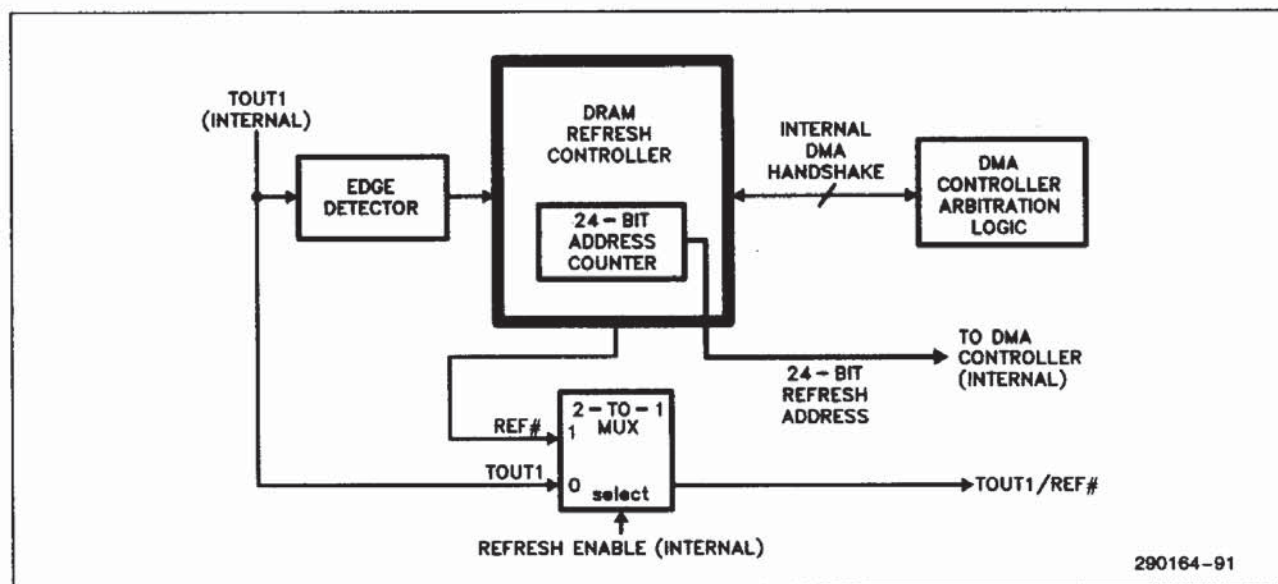 TOUT1
(INTERNAL)
EDGE
DETECTOR
DRAM
REFRESH
CONTROLLER
24-BIT
ADDRESS
COUNTER
INTERNAL
DMA
HANDSHAKE
DMA
CONTROLLER
ARBITRATION
LOGIC
TO DMA
CONTROLLER
(INTERNAL)
24-BIT
REFRESH
ADDRESS
2-TO-1
MUX
REF#
1
TOUT1
0
select
TOUT1/REF#
REFRESH ENABLE (INTERNAL)
290164-91